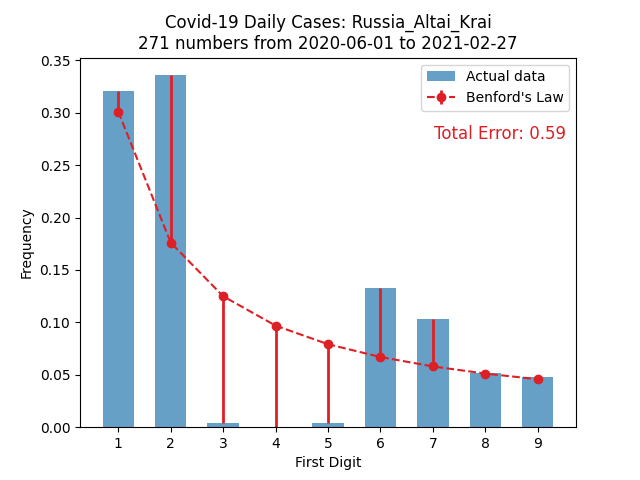 Covid-19 Daily Cases: Russia_Altai_Krai
271 numbers from 2020-06-01 to 2021-02-27
Actual data
Benford's Law
Total Error: 0.59
Frequency
0.35
0.30
0.25
0.20
0.15
0.10
0.05
0.00
1 2 3 4 5 6 7 8 9
First Digit